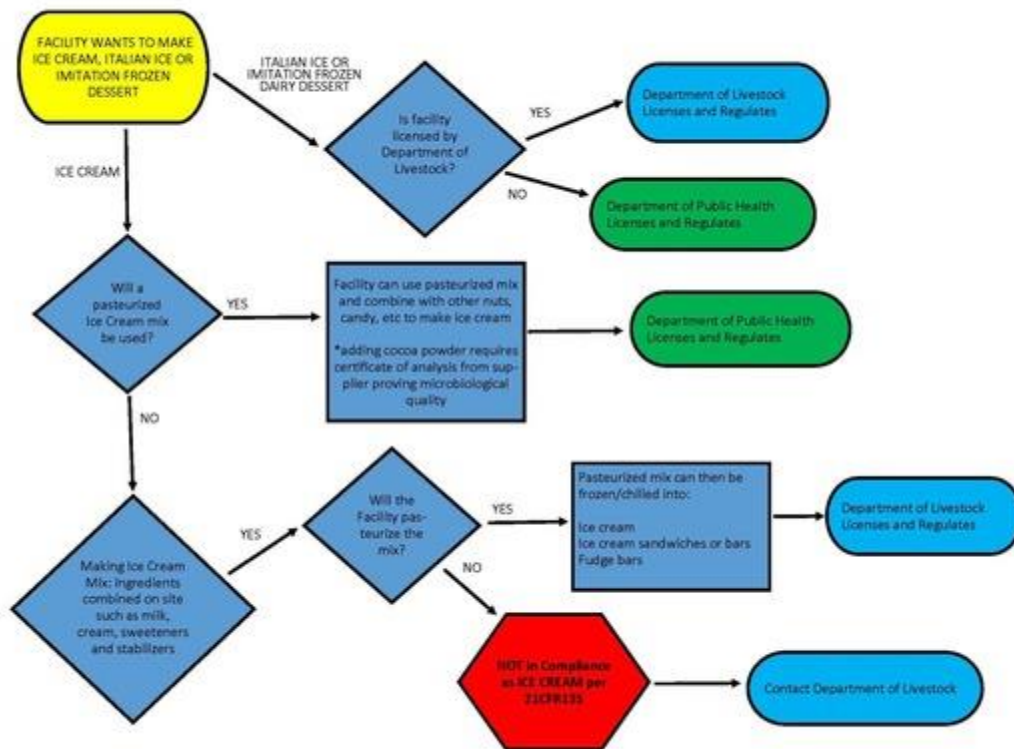 FACILITY WANTS TO MAKE
ICE CREAM, ITALIAN ICE OR
IMITATION FROZEN
DESSERT
ITALIAN ICE OR
IMITATION FROZEN
DAIRY DESSERT
Is facility
licensed by
Department of
Livestock?
YES
Department of Livestock
Licenses and Regulates
NO
Department of Public Health
Licenses and Regulates
ICE CREAM
Will a
pasteurized
Ice Cream mix
be used?
YES
Facility can use pasteurized mix
and combine with other nuts,
candy, etc to make ice cream
*adding cocoa powder requires
certificate of analysis from sup-
plier proving microbiological
quality
Department of Public Health
Licenses and Regulates
NO
Making Ice Cream
Mix: Ingredients
combined on site
such as milk,
cream, sweeteners
and stabilizers
YES
Will the
Facility pas-
teurize the
mix?
YES
Pasteurized mix can then be
frozen/chilled into:
Ice cream
Ice cream sandwiches or bars
Fudge bars
Department of Livestock
Licenses and Regulates
NO
NOT in Compliance
as ICE CREAM per
21CFR135
Contact Department of Livestock